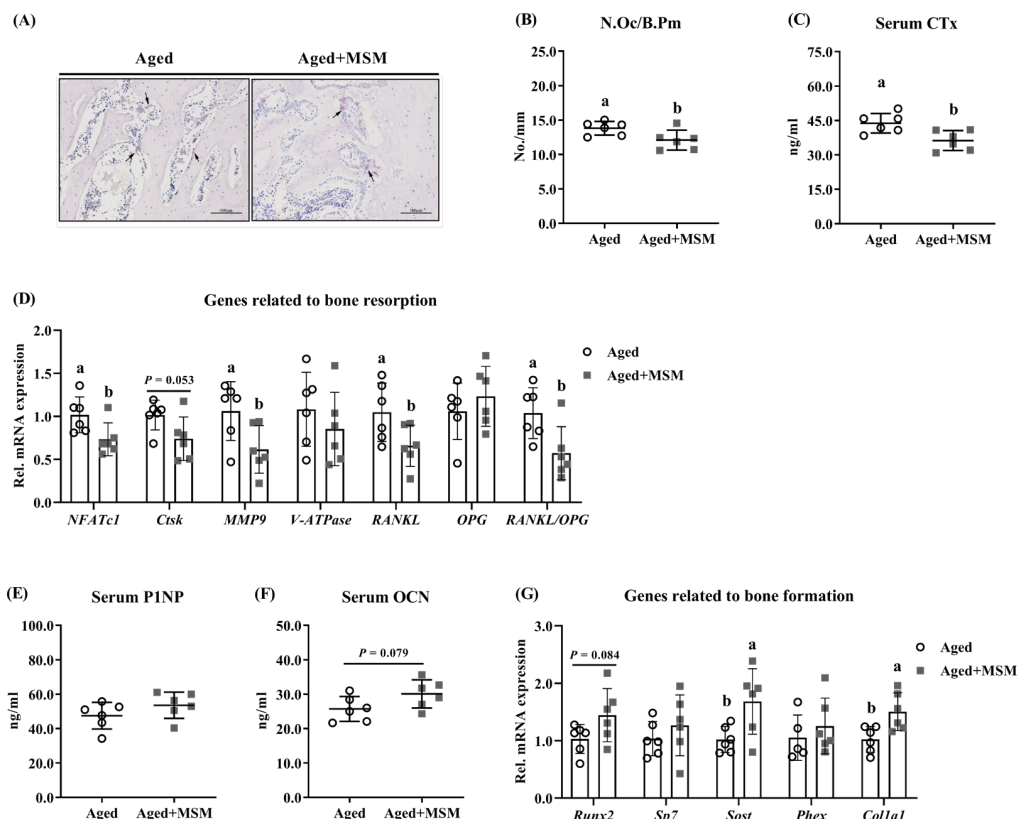 (A)
Aged Aged+MSM
100μm 100μm
(B)
N.Oc/B.Pm
No./mm
25.0
20.0
15.0
10.0
5.0
0.0
a b
Aged Aged+MSM
(C)
Serum CTx
ng/ml
75.0
60.0
45.0
30.0
15.0
0.0
a b
Aged Aged+MSM
(D)
Genes related to bone resorption
Rel. mRNA expression
2.0
1.5
1.0
0.5
0.0
a b P = 0.053 a b a b a b
NFATc1 Ctsk MMP9 V-ATPase RANKL OPG RANKL/OPG
Aged
Aged+MSM
(E)
Serum P1NP
ng/ml
100.0
80.0
60.0
40.0
20.0
0.0
Aged Aged+MSM
(F)
Serum OCN
ng/ml
50.0
40.0
30.0
20.0
10.0
0.0
P = 0.079
Aged Aged+MSM
(G)
Genes related to bone formation
Rel. mRNA expression
3.0
2.0
1.0
0.0
P = 0.084 b a b a
Runx2 Sp7 Sost Phex Col1a1
Aged
Aged+MSM